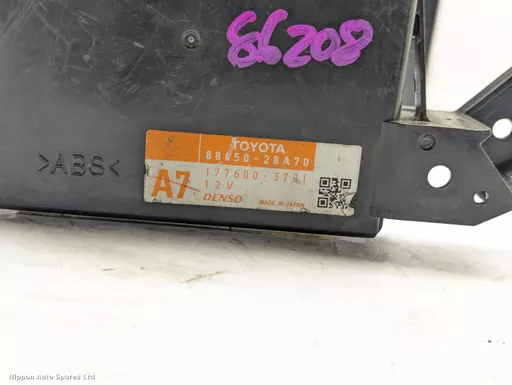 86208
TOYOTA
88650-28A70
>ABS<
A7
177600-3791
12V
DENSO
MADE IN JAPAN
Nippon Auto Spares Ltd